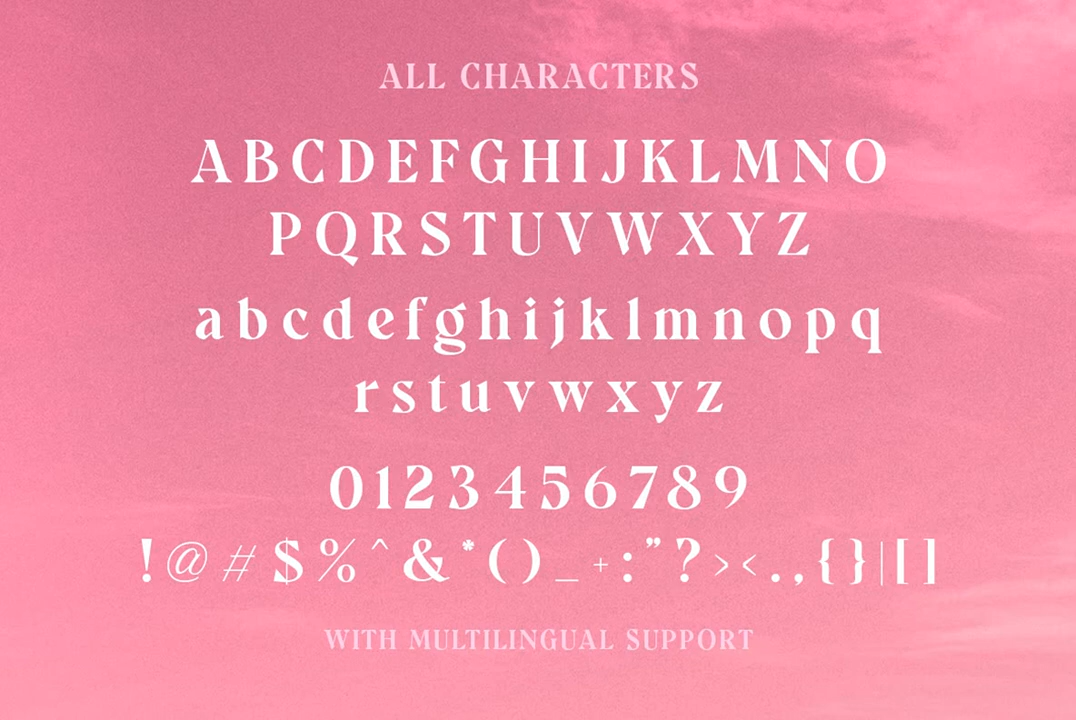 ALL CHARACTERS
ABCDEFGHIJKLMNO
PQRSTUVWXYZ
abcdefghijklmnopq
rstuvwxyz
0123456789
!@#$%^&*()_+:”?><.,{}|[]
WITH MULTILINGUAL SUPPORT